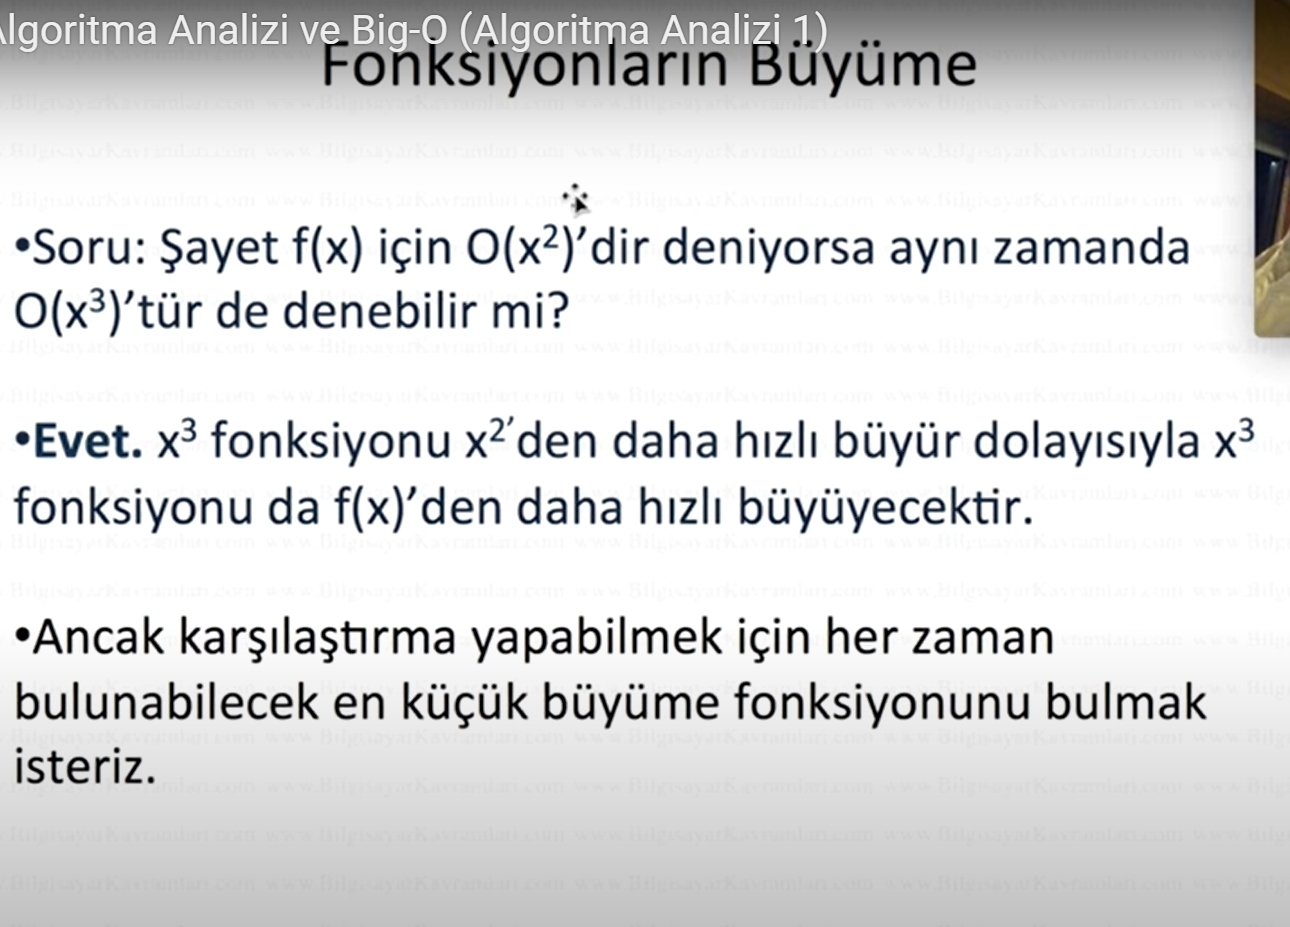 Algoritma Analizi ve Big-O (Algoritma Analizi 1)
Fonksiyonların Büyüme
•Soru: Şayet f(x) için O(x²)’dir deniyorsa aynı zamanda
O(x³)’tür de denebilir mi?
•Evet. x³ fonksiyonu x²’den daha hızlı büyür dolayısıyla x³
fonksiyonu da f(x)’den daha hızlı büyüyecektir.
•Ancak karşılaştırma yapabilmek için her zaman
bulunabilecek en küçük büyüme fonksiyonunu bulmak
isteriz.